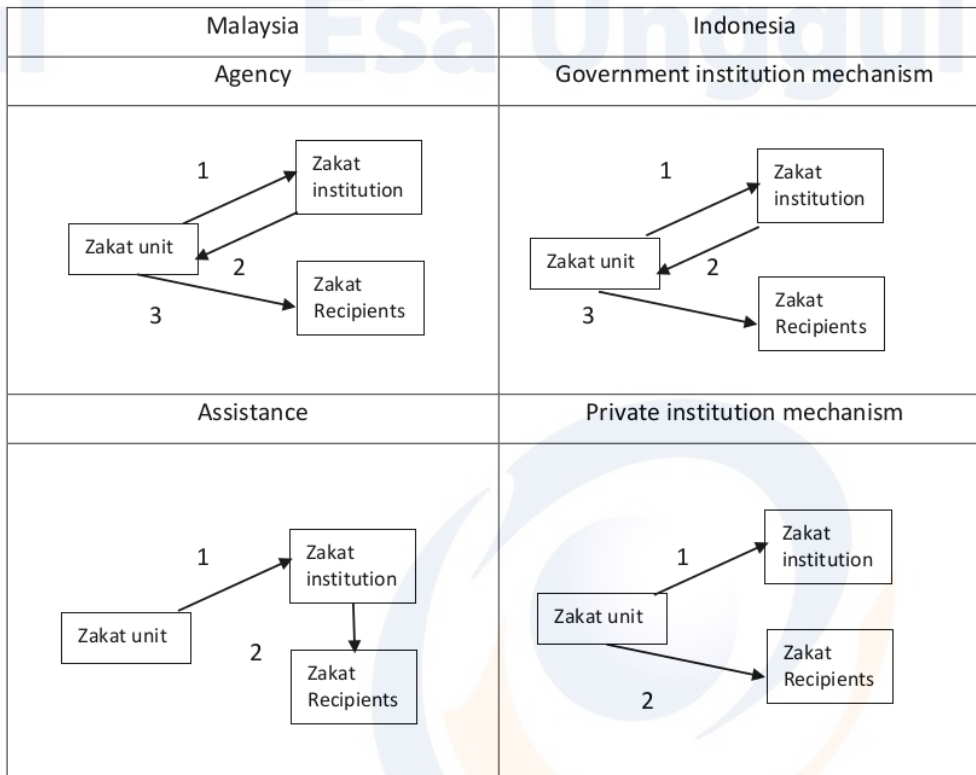 Esa Unggul
Malaysia
Indonesia
Agency
Government institution mechanism
1
Zakat
institution
Zakat unit
2
Zakat
Recipients
3
1
Zakat
institution
Zakat unit
2
Zakat
Recipients
3
Assistance
Private institution mechanism
1
Zakat
institution
Zakat unit
2
Zakat
Recipients
1
Zakat
institution
Zakat unit
Zakat
Recipients
2